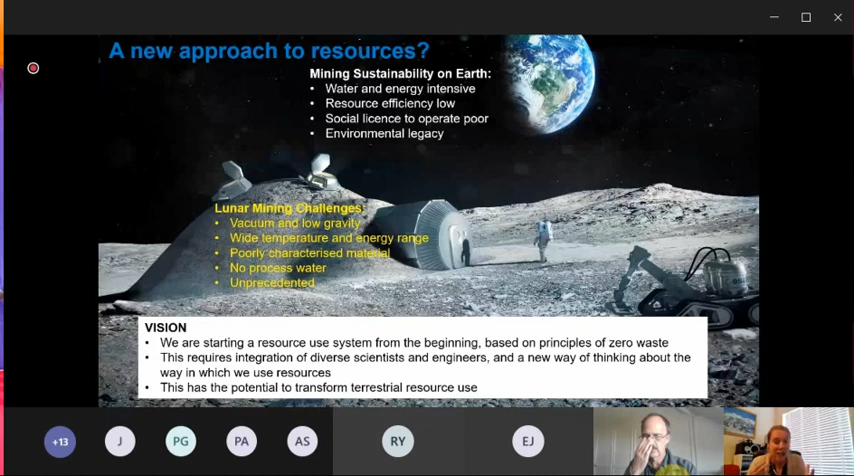 A new approach to resources?
Mining Sustainability on Earth:
• Water and energy intensive
• Resource efficiency low
• Social licence to operate poor
• Environmental legacy
Lunar Mining Challenges:
• Vacuum and low gravity
• Wide temperature and energy range
• Poorly characterised material
• No process water
• Unprecedented
VISION
• We are starting a resource use system from the beginning, based on principles of zero waste
• This requires integration of diverse scientists and engineers, and a new way of thinking about the
way in which we use resources
• This has the potential to transform terrestrial resource use
+13 J PG PA AS RY EJ